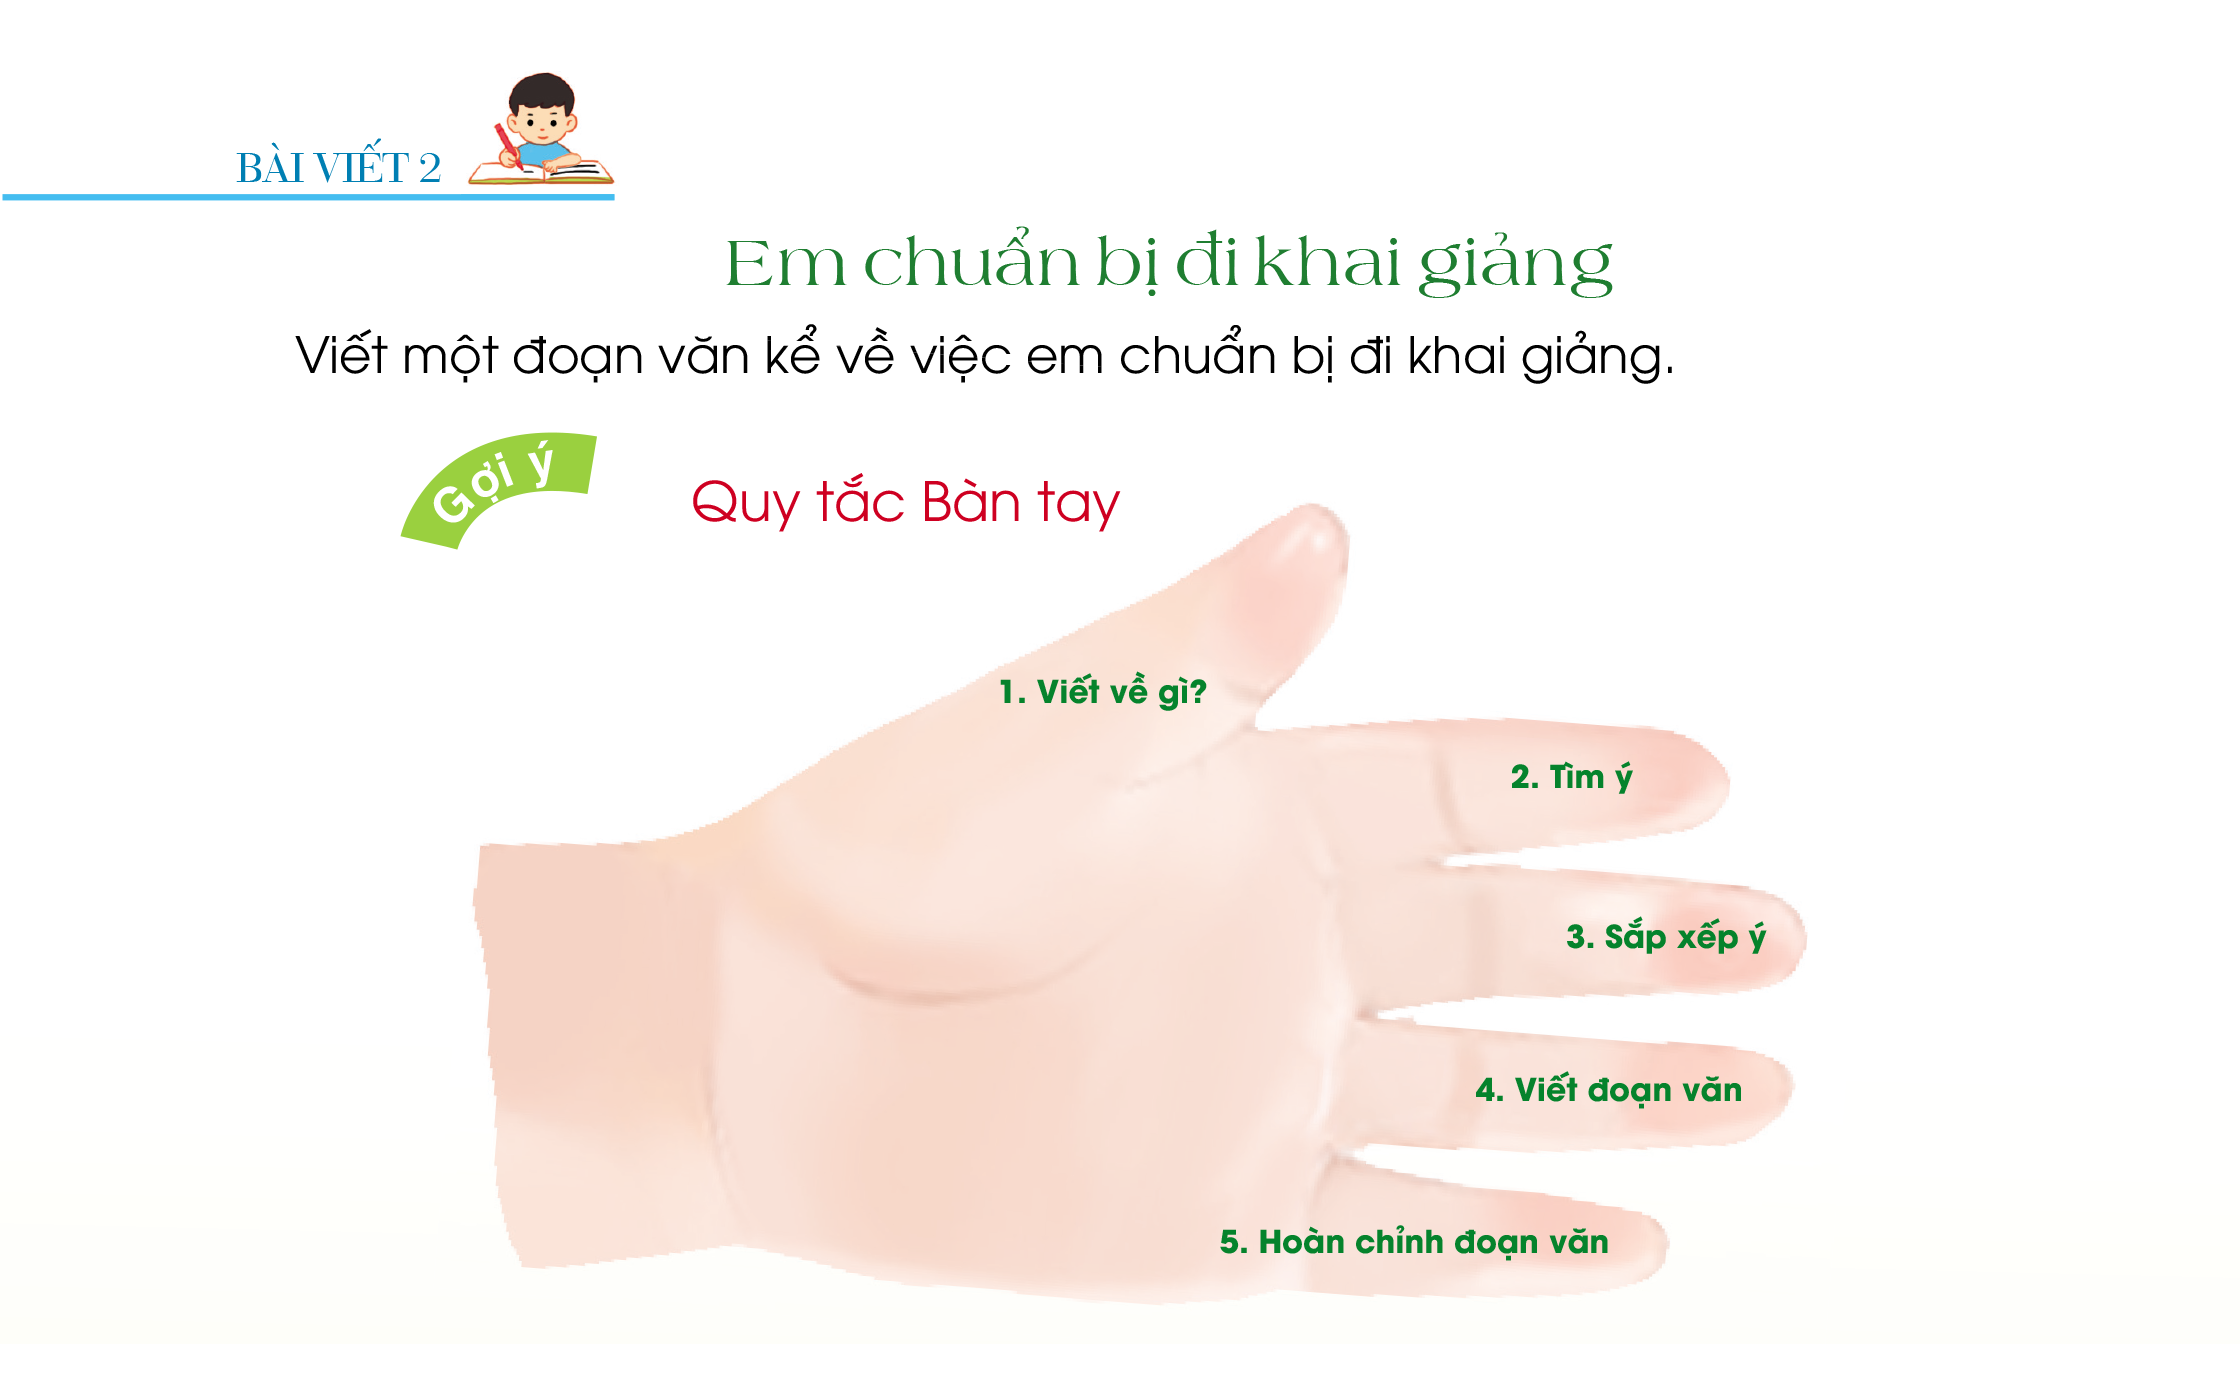 BÀI VIẾT 2
Em chuẩn bị đi khai giảng
Viết một đoạn văn kể về việc em chuẩn bị đi khai giảng.
Gợi ý
Quy tắc Bàn tay
1. Viết về gì?
2. Tìm ý
3. Sắp xếp ý
4. Viết đoạn văn
5. Hoàn chỉnh đoạn văn